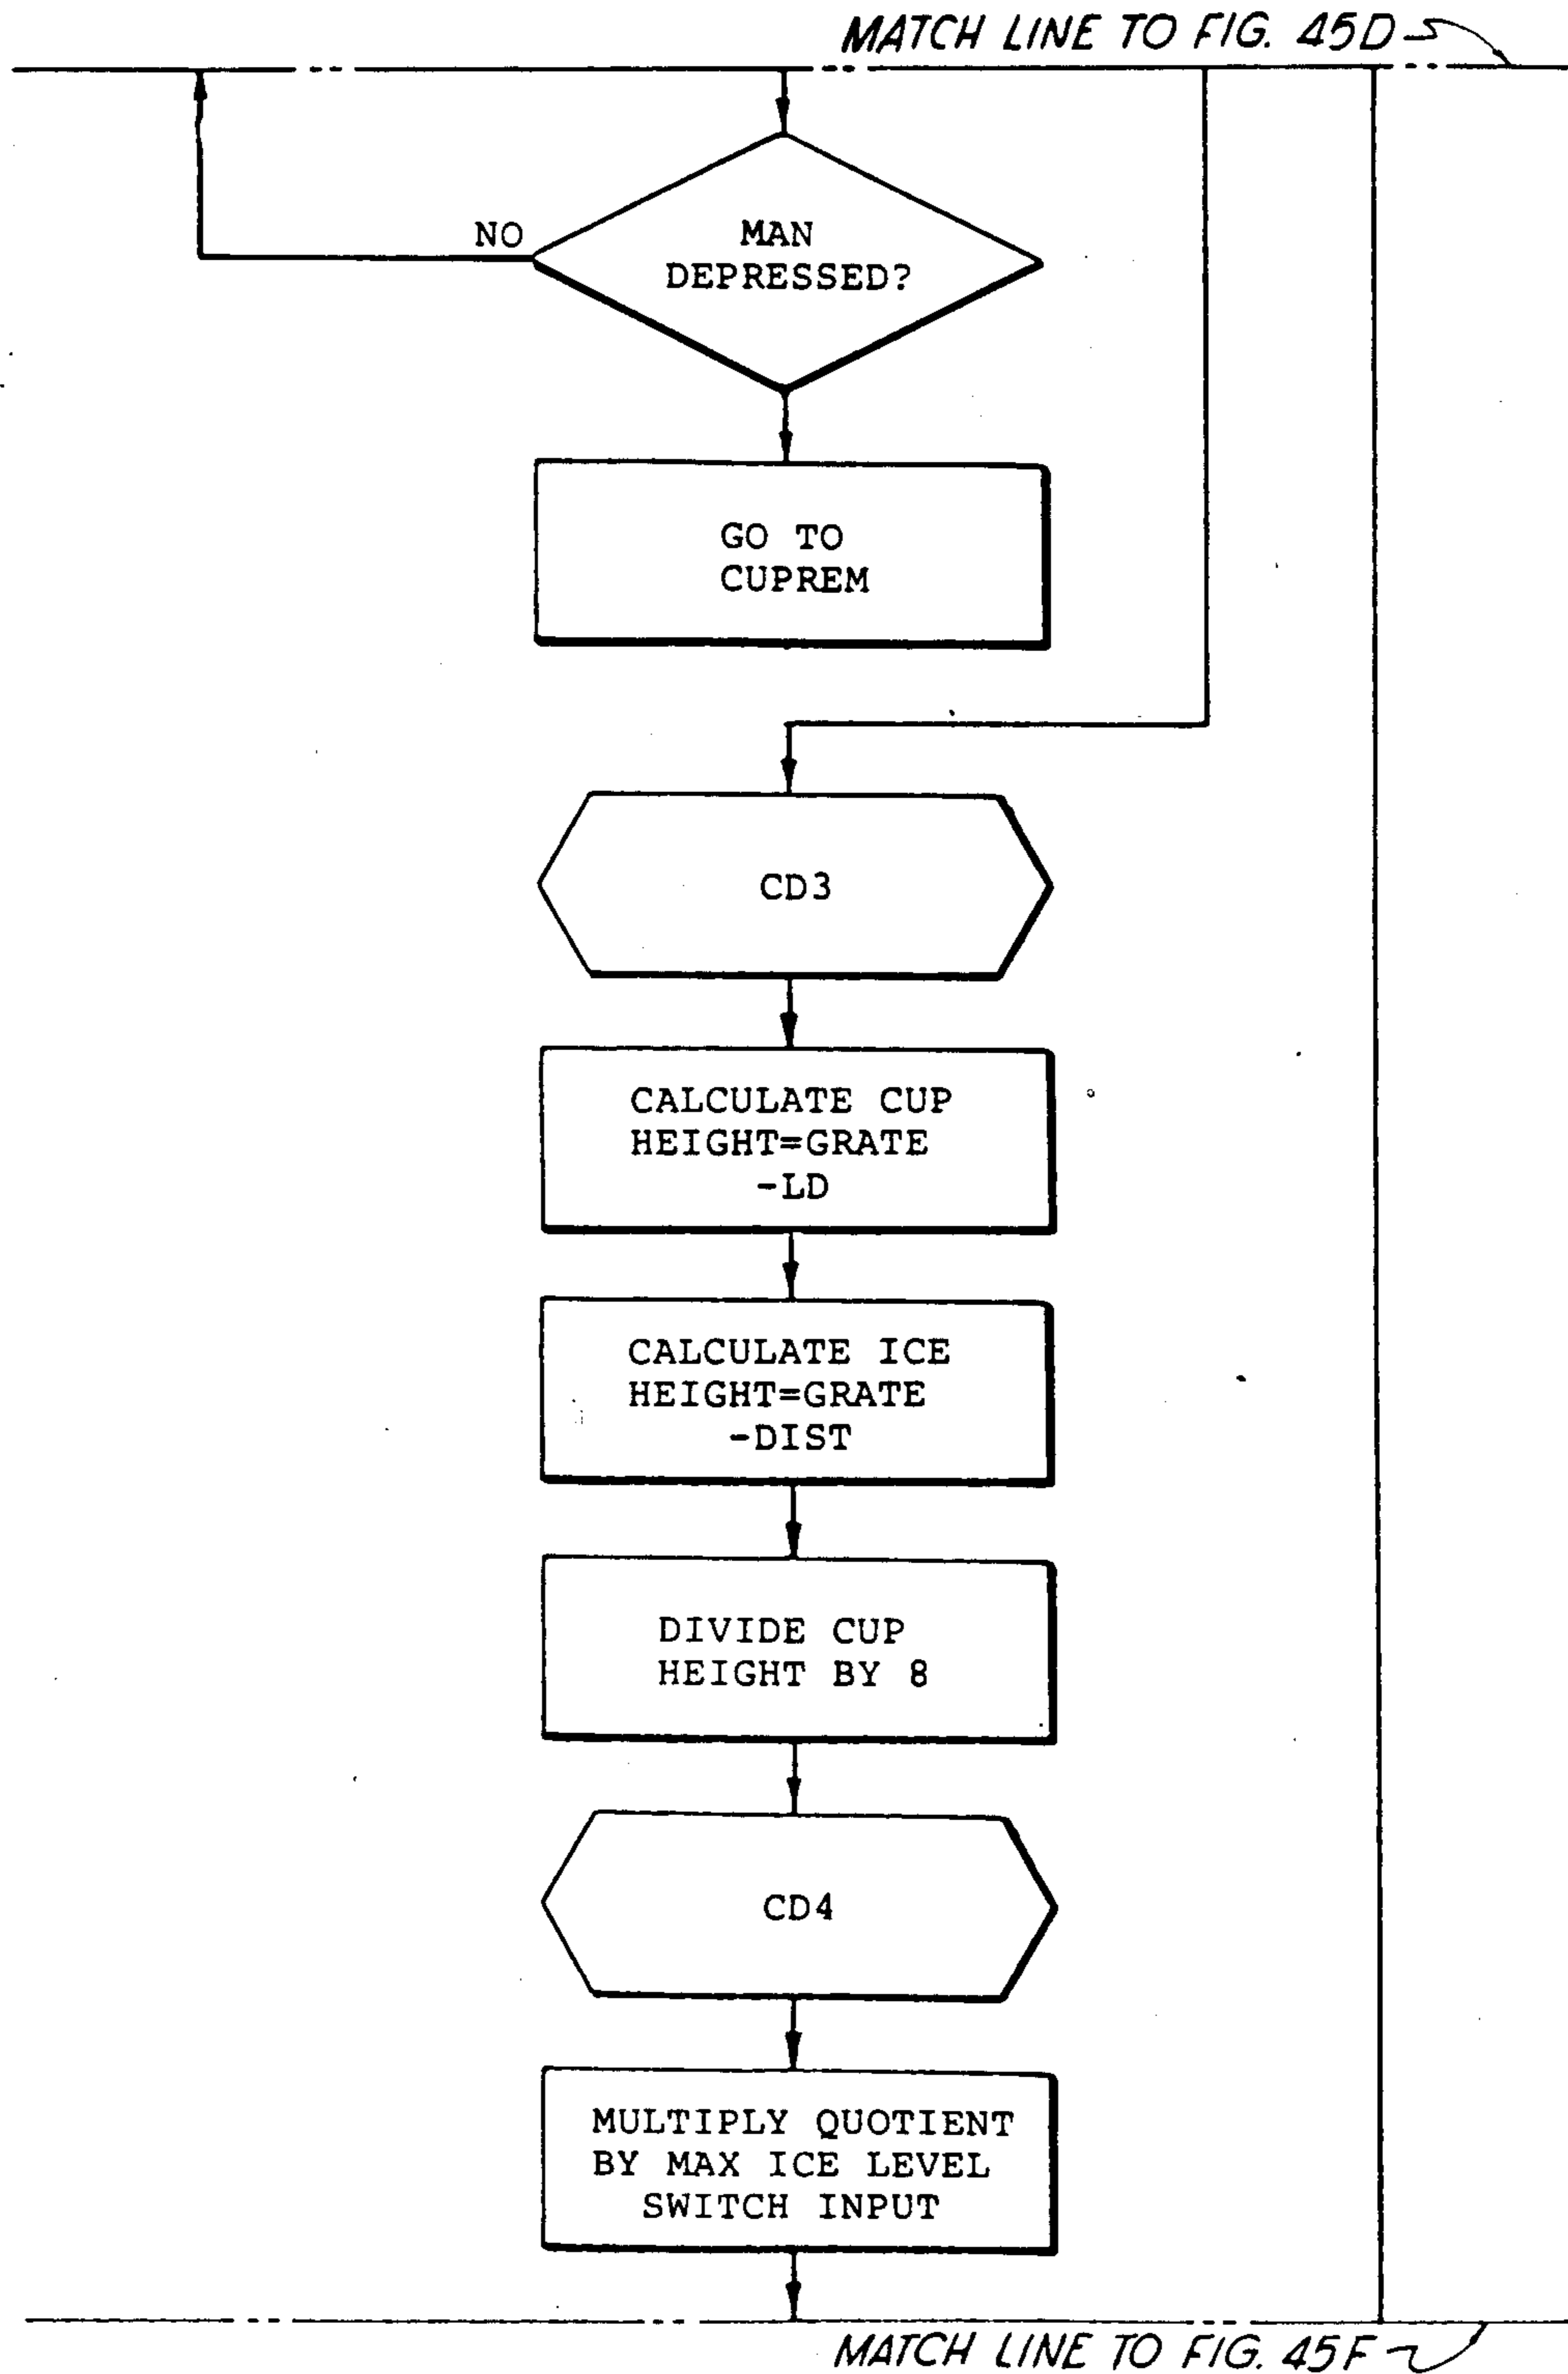 MATCH LINE TO FIG. 45D
NO
MAN
DEPRESSED?
GO TO
CUPREM
CD3
CALCULATE CUP
HEIGHT=GRATE
-LD
CALCULATE ICE
HEIGHT=GRATE
-DIST
DIVIDE CUP
HEIGHT BY 8
CD4
MULTIPLY QUOTIENT
BY MAX ICE LEVEL
SWITCH INPUT
MATCH LINE TO FIG. 45F